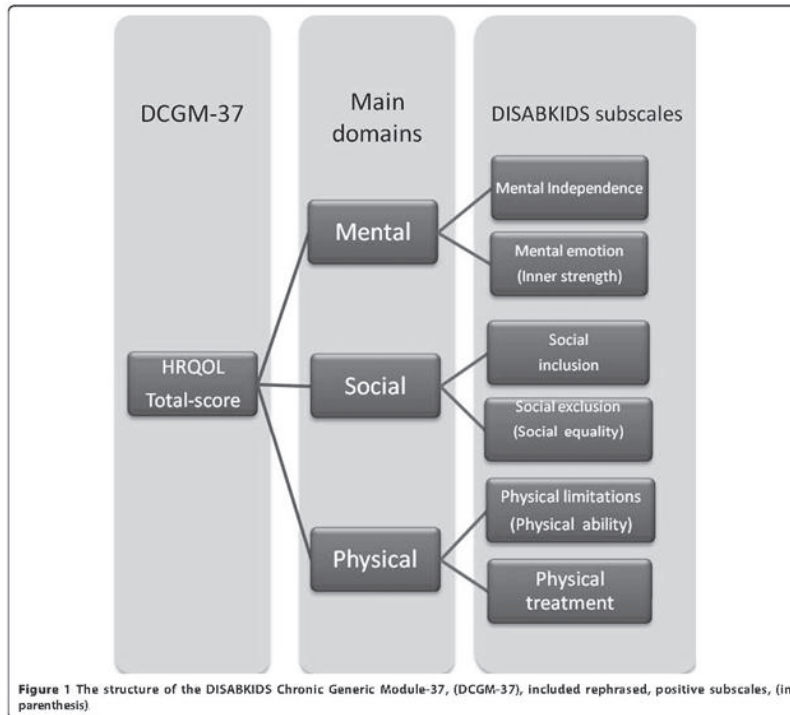 DCGM-37
Main
domains
DISABKIDS subscales
Mental Independence
Mental
Mental emotion
(Inner strength)
HRQOL
Total-score
Social
Social
inclusion
Social exclusion
(Social equality)
Physical
Physical limitations
(Physical ability)
Physical
treatment
Figure 1 The structure of the DISABKIDS Chronic Generic Module-37, (DCGM-37), included rephrased, positive subscales, (in
parenthesis)